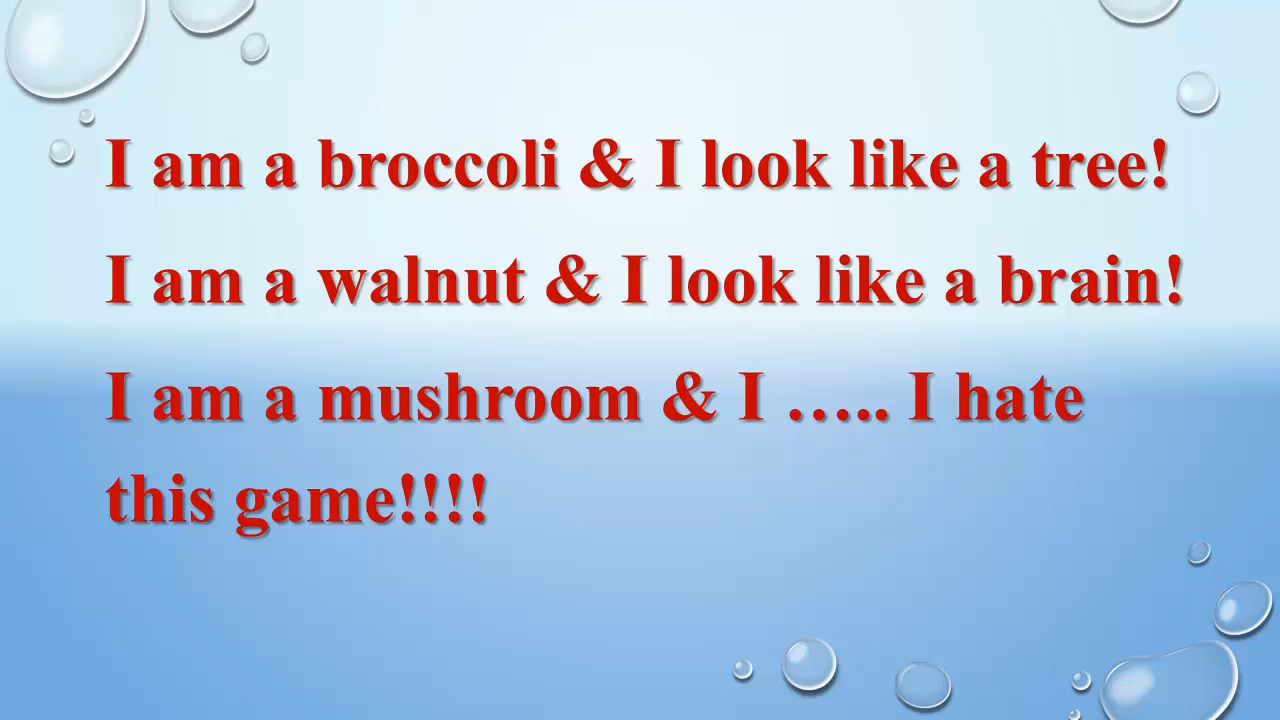 I am a broccoli & I look like a tree!
I am a walnut & I look like a brain!
I am a mushroom & I ….. I hate
this game!!!!